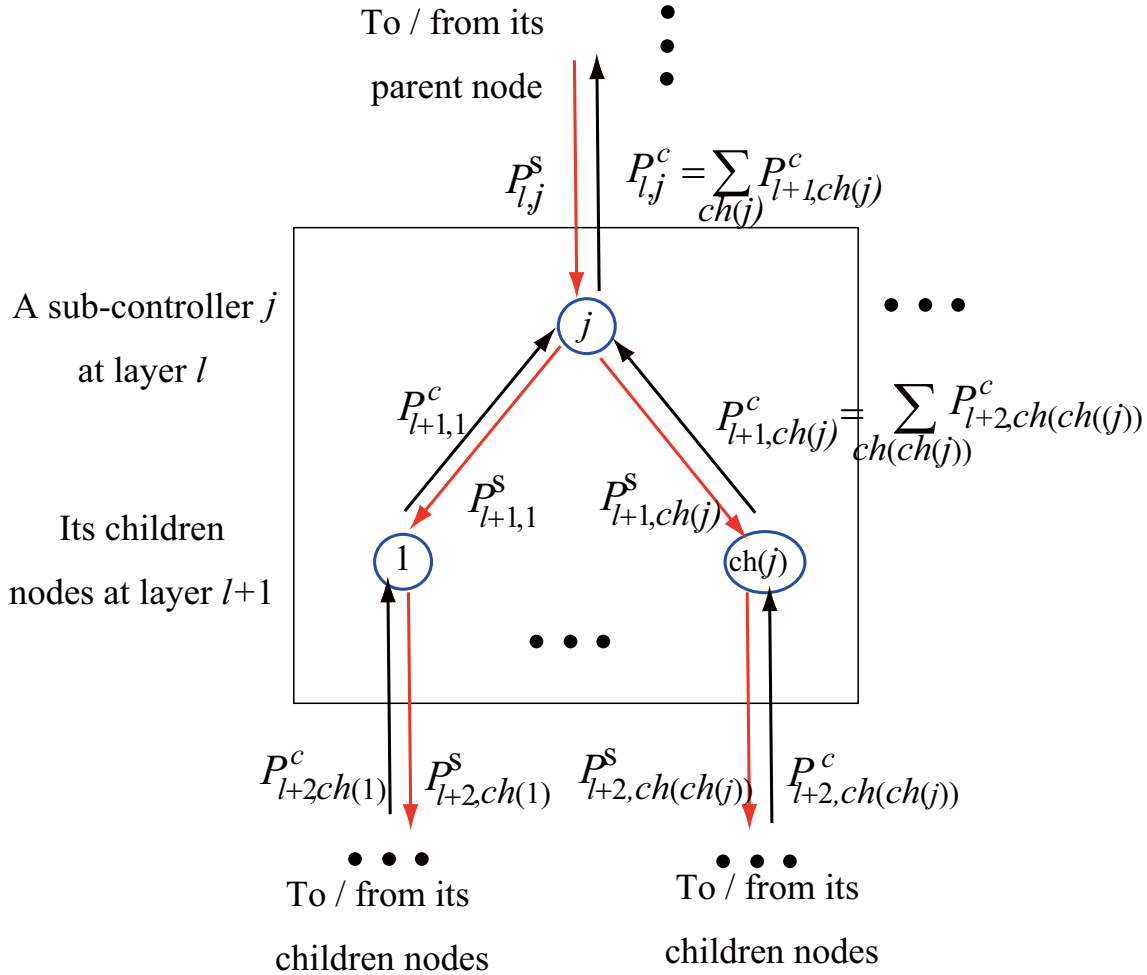 To / from its
parent node
P^s_{l,j}
P^c_{l,j} = ∑_{ch(j)} P^c_{l+1,ch(j)}
A sub-controller j
at layer l
j
P^c_{l+1,1}
P^c_{l+1,ch(j)} = ∑_{ch(ch(j))} P^c_{l+2,ch(ch((j))}
P^s_{l+1,1}
P^s_{l+1,ch(j)}
Its children
nodes at layer l+1
1
ch(j)
P^c_{l+2,ch(1)}
P^s_{l+2,ch(1)}
P^s_{l+2,ch(ch(j))}
P^c_{l+2,ch(ch(j))}
To / from its
children nodes
To / from its
children nodes